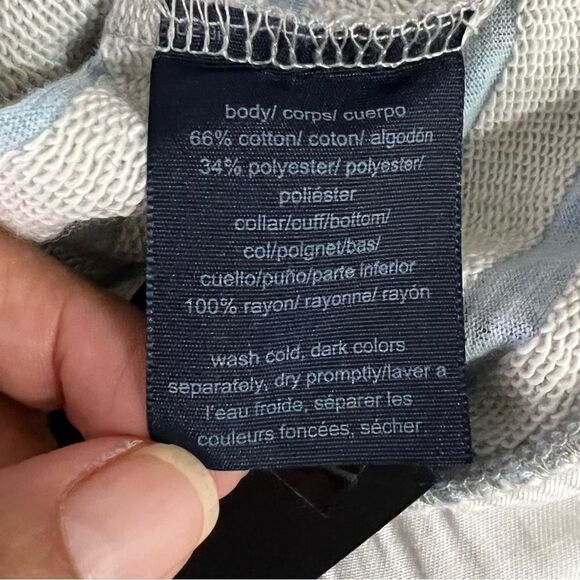 body/ corps/ cuerpo
66% cotton/ coton/ algodón
34% polyester/ polyester/
poliéster
collar/cuff/bottom/
col/poignet/bas/
cuello/puño/parte inferior
100% rayon/ rayonne/ rayón
wash cold, dark colors
separately, dry promptly/laver a
l'eau froide, séparer les
couleurs foncées, sécher